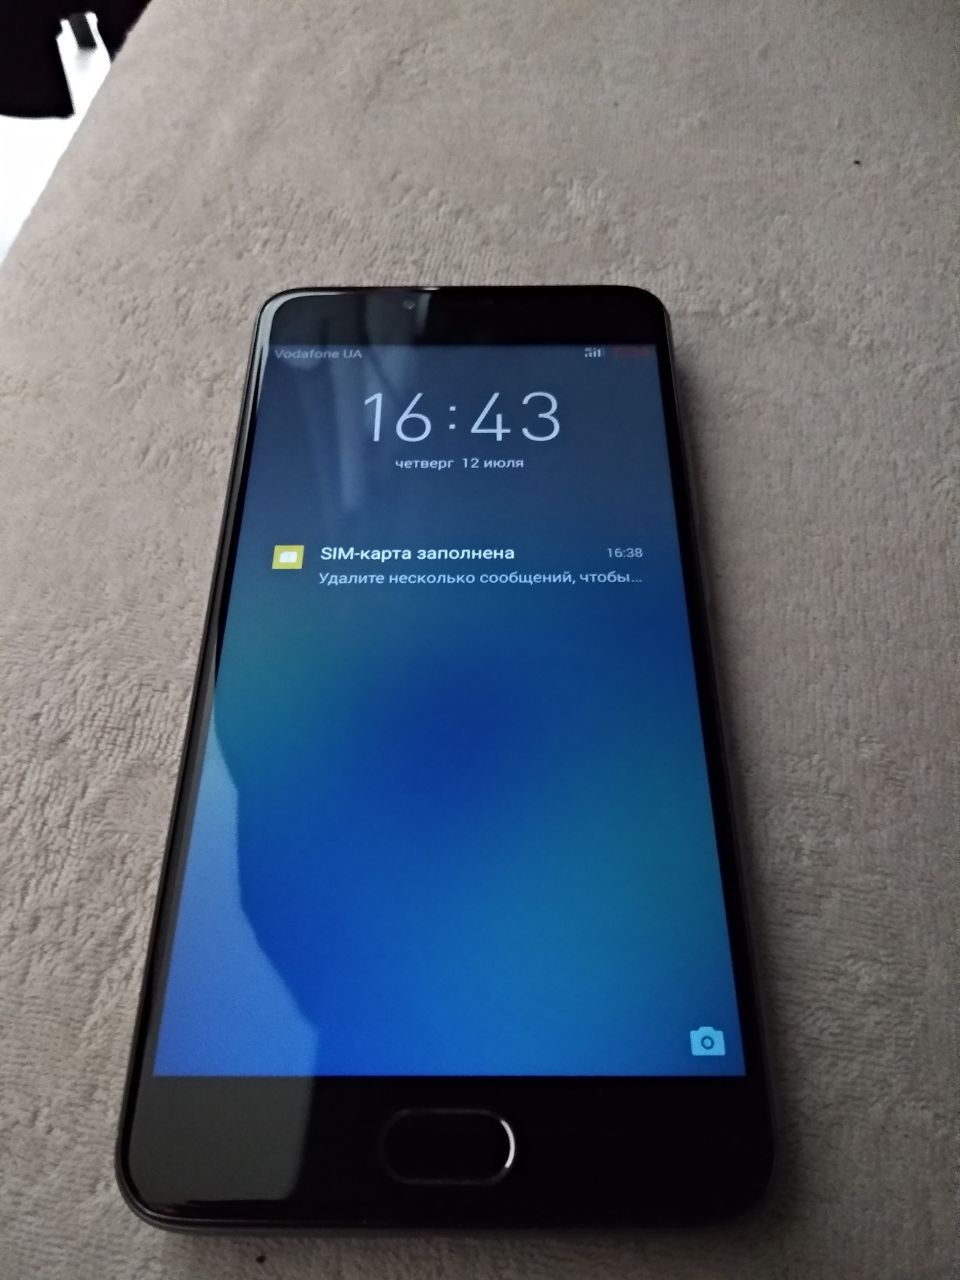 Vodafone UA
16:43
четверг 12 июля
SIM-карта заполнена 16:38
Удалите несколько сообщений, чтобы...